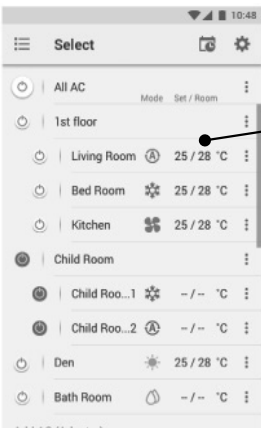 10:48
Select
All AC
Mode Set / Room
1st floor
Living Room A 25 / 28 °C
Bed Room 25 / 28 °C
Kitchen 25 / 28 °C
Child Room
Child Roo...1 -- / -- °C
Child Roo...2 A -- / -- °C
Den 25 / 28 °C
Bath Room -- / -- °C